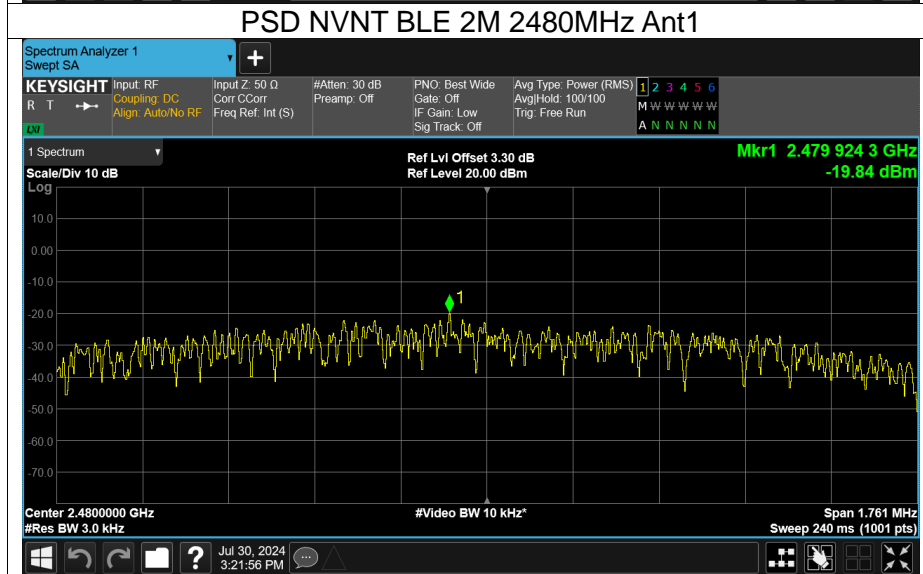 PSD NVNT BLE 2M 2480MHz Ant1
Spectrum Analyzer 1
Swept SA
+
KEYSIGHT
R T
LXI
Input: RF
Coupling: DC
Align: Auto/No RF
Input Z: 50 Ω
Corr CCorr
Freq Ref: Int (S)
#Atten: 30 dB
Preamp: Off
PNO: Best Wide
Gate: Off
IF Gain: Low
Sig Track: Off
Avg Type: Power (RMS)
Avg|Hold: 100/100
Trig: Free Run
1 2 3 4 5 6
M W W W W W
A N N N N N
1 Spectrum
Scale/Div 10 dB
Ref Lvl Offset 3.30 dB
Ref Level 20.00 dBm
Mkr1 2.479 924 3 GHz
-19.84 dBm
Log
10.0
0.00
-10.0
-20.0
-30.0
-40.0
-50.0
-60.0
-70.0
1
Center 2.4800000 GHz
#Res BW 3.0 kHz
#Video BW 10 kHz*
Span 1.761 MHz
Sweep 240 ms (1001 pts)
?
Jul 30, 2024
3:21:56 PM